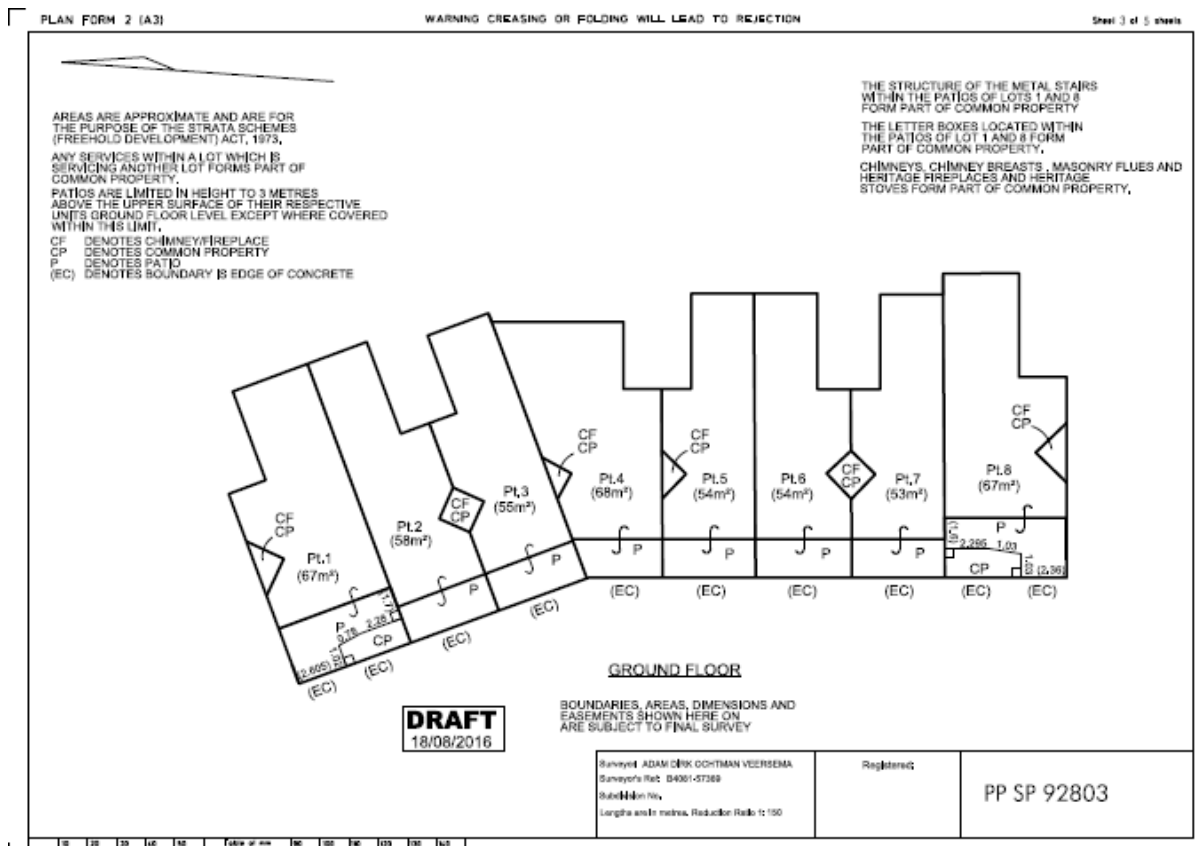 PLAN FORM 2 (A3)
WARNING CREASING OR FOLDING WILL LEAD TO REJECTION
Sheet 3 of 5 sheets
AREAS ARE APPROXIMATE AND ARE FOR
THE PURPOSE OF THE STRATA SCHEMES
(FREEHOLD DEVELOPMENT) ACT, 1973,
ANY SERVICES WITHIN A LOT WHICH IS
SERVICING ANOTHER LOT FORMS PART OF
COMMON PROPERTY.
PATIOS ARE LIMITED IN HEIGHT TO 3 METRES
ABOVE THE UPPER SURFACE OF THEIR RESPECTIVE
UNITS GROUND FLOOR LEVEL EXCEPT WHERE COVERED
WITHIN THIS LIMIT.
CF DENOTES CHIMNEY/FIREPLACE
CP DENOTES COMMON PROPERTY
P DENOTES PATIO
(EC) DENOTES BOUNDARY IS EDGE OF CONCRETE
THE STRUCTURE OF THE METAL STAIRS
WITHIN THE PATIOS OF LOTS 1 AND 8
FORM PART OF COMMON PROPERTY
THE LETTER BOXES LOCATED WITHIN
THE PATIOS OF LOT 1 AND 8 FORM
PART OF COMMON PROPERTY.
CHIMNEYS, CHIMNEY BREASTS , MASONRY FLUES AND
HERITAGE FIREPLACES AND HERITAGE
STOVES FORM PART OF COMMON PROPERTY.
CF
CP
Pt.1
(67m²)
P
0.78
2.28
1.7
1.03
(2.605)
CP
(EC)
(EC)
Pt.2
(58m²)
P
(EC)
CF
CP
Pt.3
(55m²)
P
(EC)
CF
CP
Pt.4
(68m²)
P
(EC)
CF
CP
Pt.5
(54m²)
P
(EC)
Pt.6
(54m²)
P
(EC)
CF
CP
Pt.7
(53m²)
P
(EC)
CF
CP
Pt.8
(67m²)
P
2.295
1.03
1.03
(2.36)
CP
(EC)
(EC)
GROUND FLOOR
DRAFT
18/08/2016
BOUNDARIES, AREAS, DIMENSIONS AND
EASEMENTS SHOWN HERE ON
ARE SUBJECT TO FINAL SURVEY
Surveyor: ADAM DIRK OCHTMAN VEERSEMA
Surveyor's Ref: B4081-57389
Subdivision No.
Lengths are in metres. Reduction Ratio 1: 150
Registered:
PP SP 92803